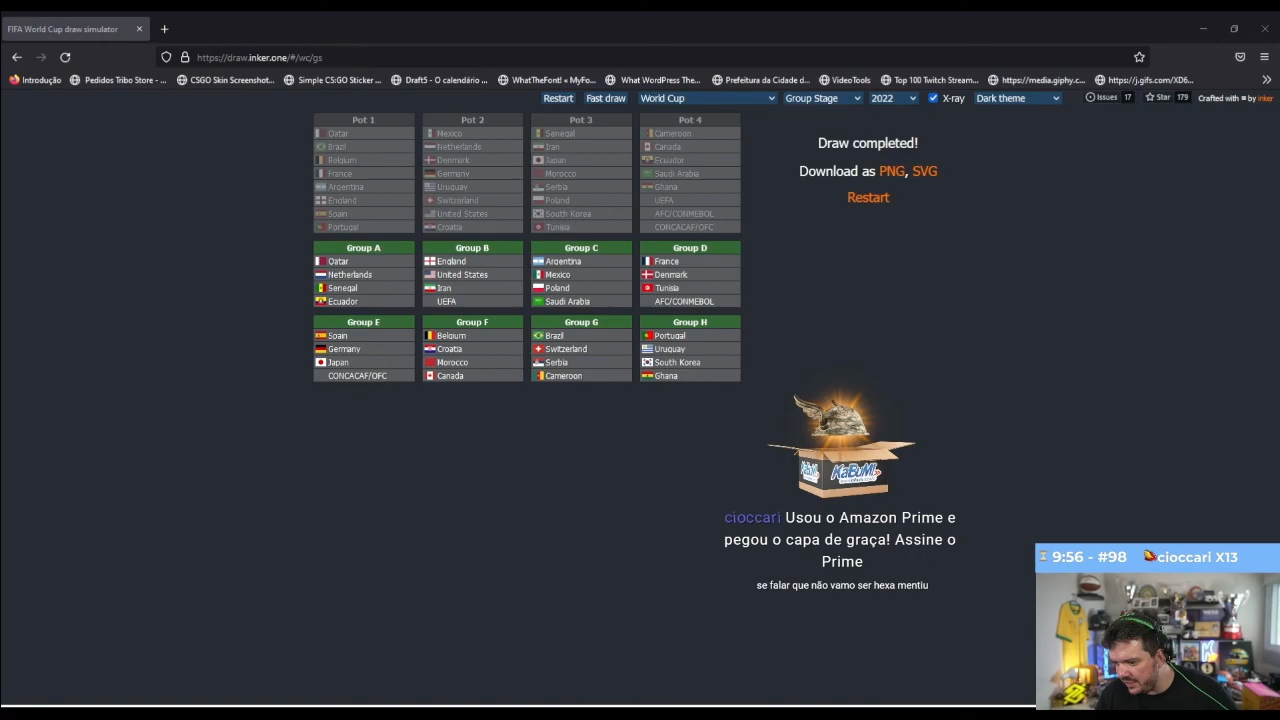 FIFA World Cup draw simulator
https://draw.inker.one/#/wc/gs
Introdução Pedidos Tribo Store - ... CSGO Skin Screenshot... Simple CS:GO Sticker ... Draft5 - O calendário ... WhatTheFont! « MyFo... What WordPress The... Prefeitura da Cidade d... VideoTools Top 100 Twitch Stream... https://media.giphy.c... https://j.gifs.com/XD6...
Restart Fast draw World Cup Group Stage 2022 X-ray Dark theme Issues 17 Star 179 Crafted with by inker
Pot 1 Pot 2 Pot 3 Pot 4
Qatar Mexico Senegal Cameroon
Brazil Netherlands Iran Canada
Belgium Denmark Japan Ecuador
France Germany Morocco Saudi Arabia
Argentina Uruguay Serbia Ghana
England Switzerland Poland UEFA
Spain United States South Korea AFC/CONMEBOL
Portugal Croatia Tunisia CONCACAF/OFC
Draw completed!
Download as PNG, SVG
Restart
Group A Group B Group C Group D
Qatar England Argentina France
Netherlands United States Mexico Denmark
Senegal Iran Poland Tunisia
Ecuador UEFA Saudi Arabia AFC/CONMEBOL
Group E Group F Group G Group H
Spain Belgium Brazil Portugal
Germany Croatia Switzerland Uruguay
Japan Morocco Serbia South Korea
CONCACAF/OFC Canada Cameroon Ghana
KaBuM!
cioccari Usou o Amazon Prime e
pegou o capa de graça! Assine o
Prime
se falar que não vamo ser hexa mentiu
9:56 - #98 cioccari X13